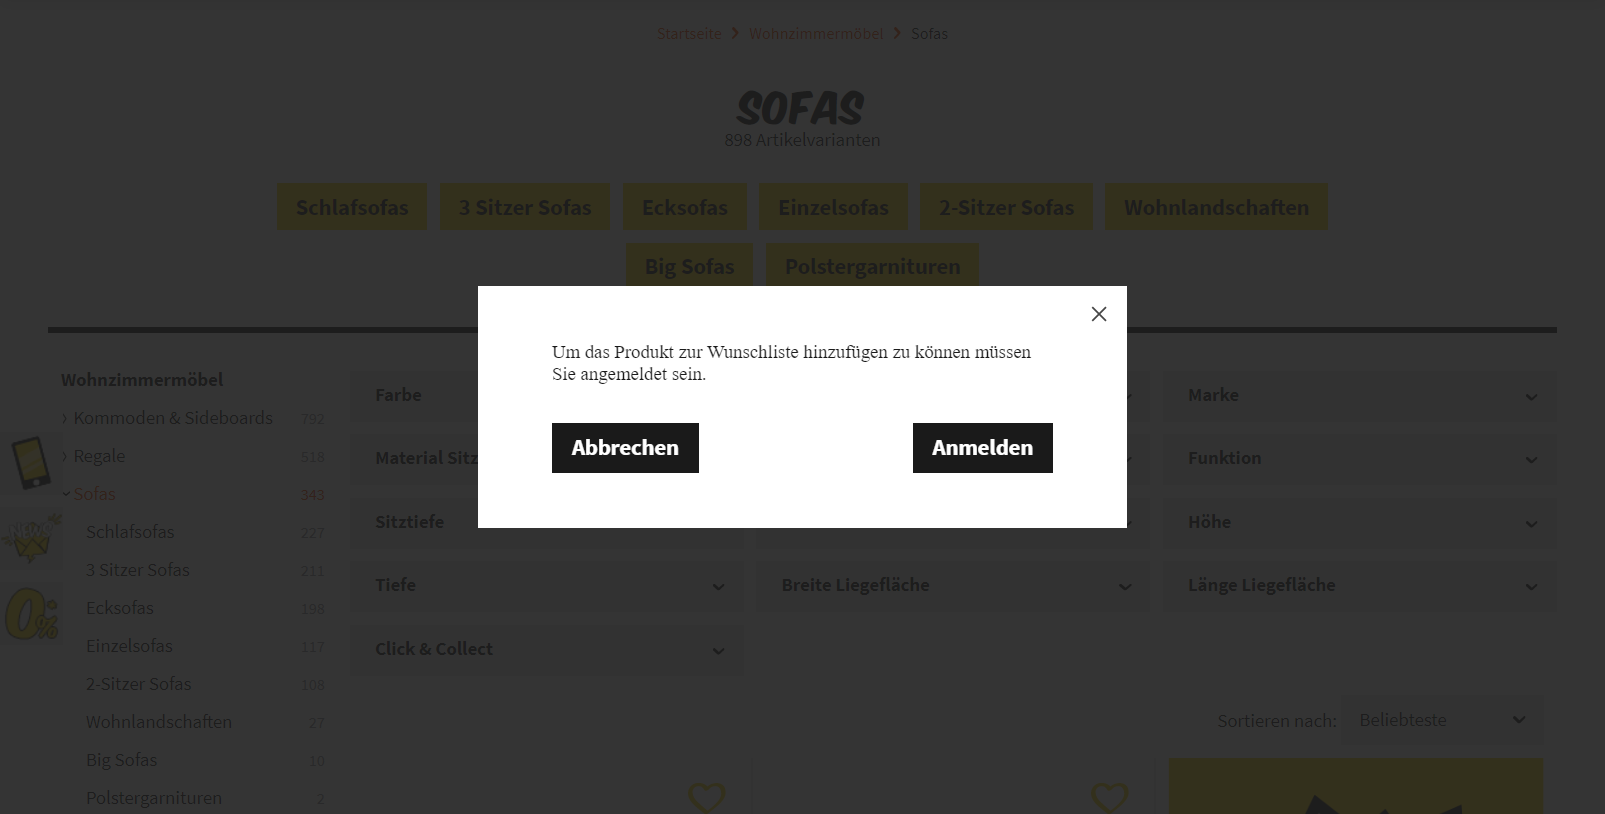 Startseite Wohnzimmermöbel Sofas
SOFAS
898 Artikelvarianten
Schlafsofas 3 Sitzer Sofas Ecksofas Einzelsofas 2-Sitzer Sofas Wohnlandschaften
Big Sofas Polstergarnituren
Um das Produkt zur Wunschliste hinzufügen zu können müssen
Sie angemeldet sein.
Abbrechen Anmelden
Wohnzimmermöbel
Kommoden & Sideboards 792
Regale 518
Sofas 343
Schlafsofas 227
3 Sitzer Sofas 211
Ecksofas 198
Einzelsofas 117
2-Sitzer Sofas 108
Wohnlandschaften 27
Big Sofas 10
Polstergarnituren 2
NEWS
0%
Farbe Marke
Material Sitz Funktion
Sitztiefe Höhe
Tiefe Breite Liegefläche Länge Liegefläche
Click & Collect
Sortieren nach: Beliebteste